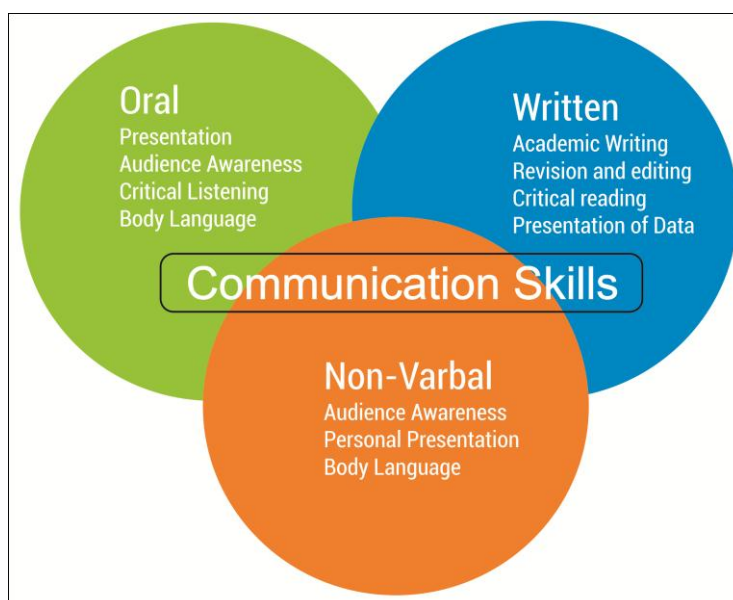 Oral
Presentation
Audience Awareness
Critical Listening
Body Language
Written
Academic Writing
Revision and editing
Critical reading
Presentation of Data
Communication Skills
Non-Varbal
Audience Awareness
Personal Presentation
Body Language